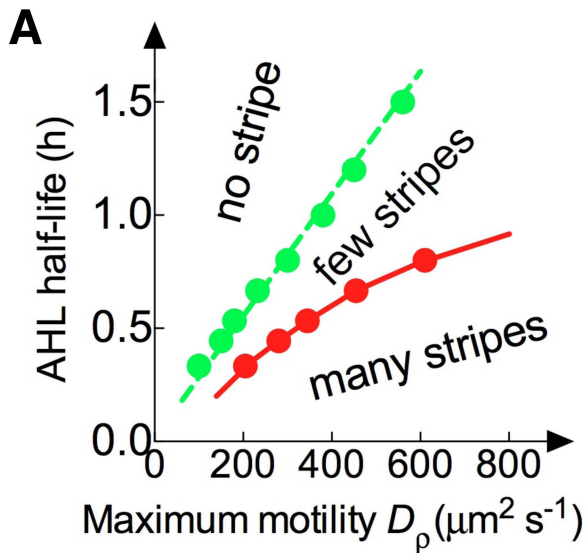 A
AHL half-life (h)
1.5
1.0
0.5
0.0
no stripe
few stripes
many stripes
0 200 400 600 800
Maximum motility Dρ (μm² s⁻¹)